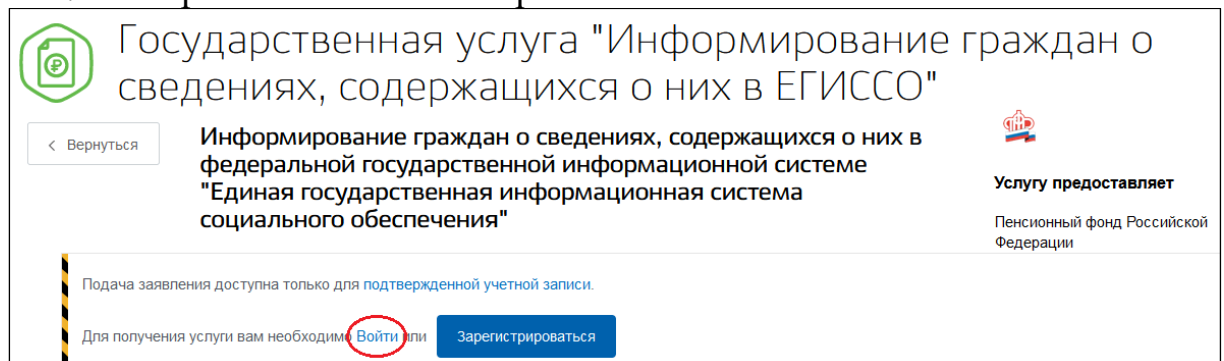 Государственная услуга "Информирование граждан о
сведениях, содержащихся о них в ЕГИССО"
< Вернуться
Информирование граждан о сведениях, содержащихся о них в
федеральной государственной информационной системе
"Единая государственная информационная система
социального обеспечения"
Услугу предоставляет
Пенсионный фонд Российской
Федерации
Подача заявления доступна только для подтвержденной учетной записи.
Для получения услуги вам необходимо Войти или Зарегистрироваться